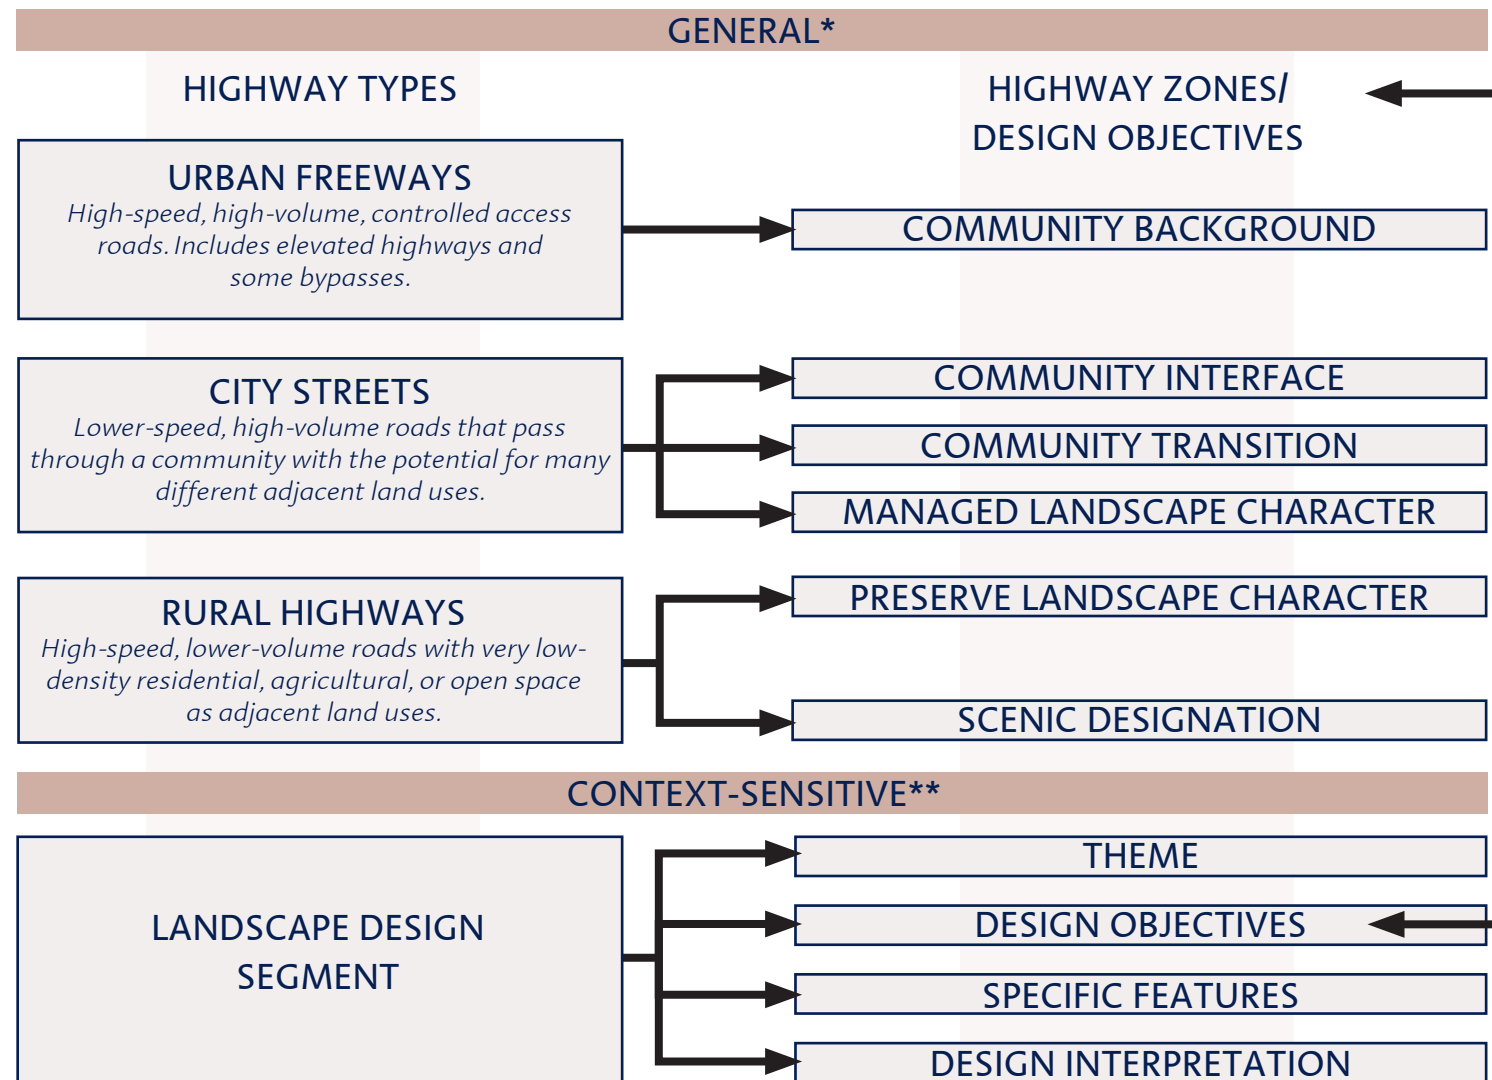 GENERAL*
HIGHWAY TYPES
HIGHWAY ZONES/
DESIGN OBJECTIVES
URBAN FREEWAYS
High-speed, high-volume, controlled access
roads. Includes elevated highways and
some bypasses.
COMMUNITY BACKGROUND
CITY STREETS
Lower-speed, high-volume roads that pass
through a community with the potential for many
different adjacent land uses.
COMMUNITY INTERFACE
COMMUNITY TRANSITION
MANAGED LANDSCAPE CHARACTER
RURAL HIGHWAYS
High-speed, lower-volume roads with very low-
density residential, agricultural, or open space
as adjacent land uses.
PRESERVE LANDSCAPE CHARACTER
SCENIC DESIGNATION
CONTEXT-SENSITIVE**
LANDSCAPE DESIGN
SEGMENT
THEME
DESIGN OBJECTIVES
SPECIFIC FEATURES
DESIGN INTERPRETATION